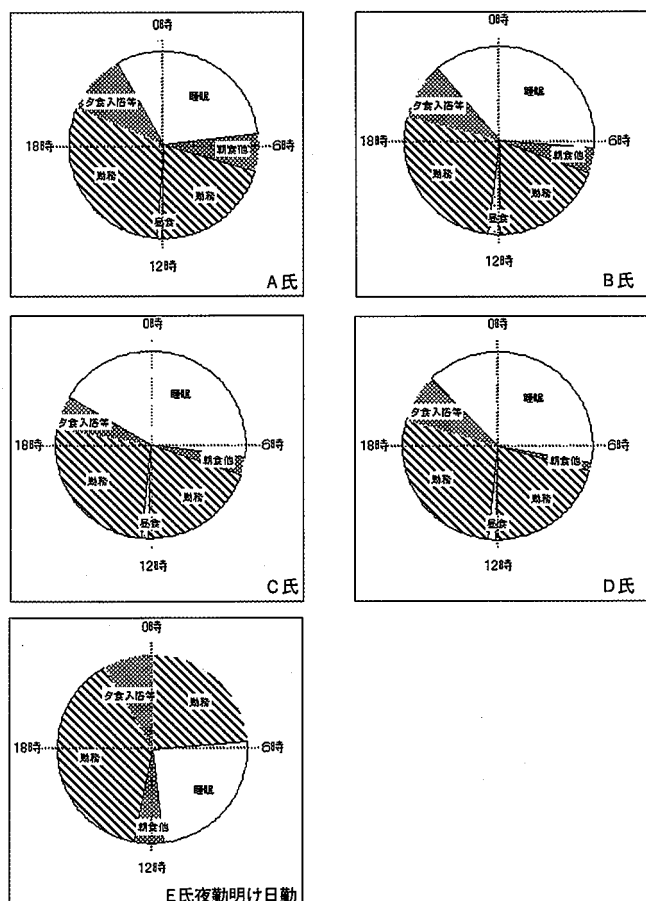 0時
睡眠
夕食入浴等
18時
6時
朝食他
勤務
勤務
昼食
12時
A氏
0時
睡眠
夕食入浴等
18時
6時
朝食他
勤務
勤務
昼食
12時
B氏
0時
睡眠
夕食入浴等
18時
6時
朝食他
勤務
勤務
昼食
12時
C氏
0時
睡眠
夕食入浴等
18時
6時
朝食他
勤務
勤務
昼食
12時
D氏
0時
夕食入浴等
勤務
18時
6時
勤務
睡眠
朝食他
12時
E氏夜勤明け日勤